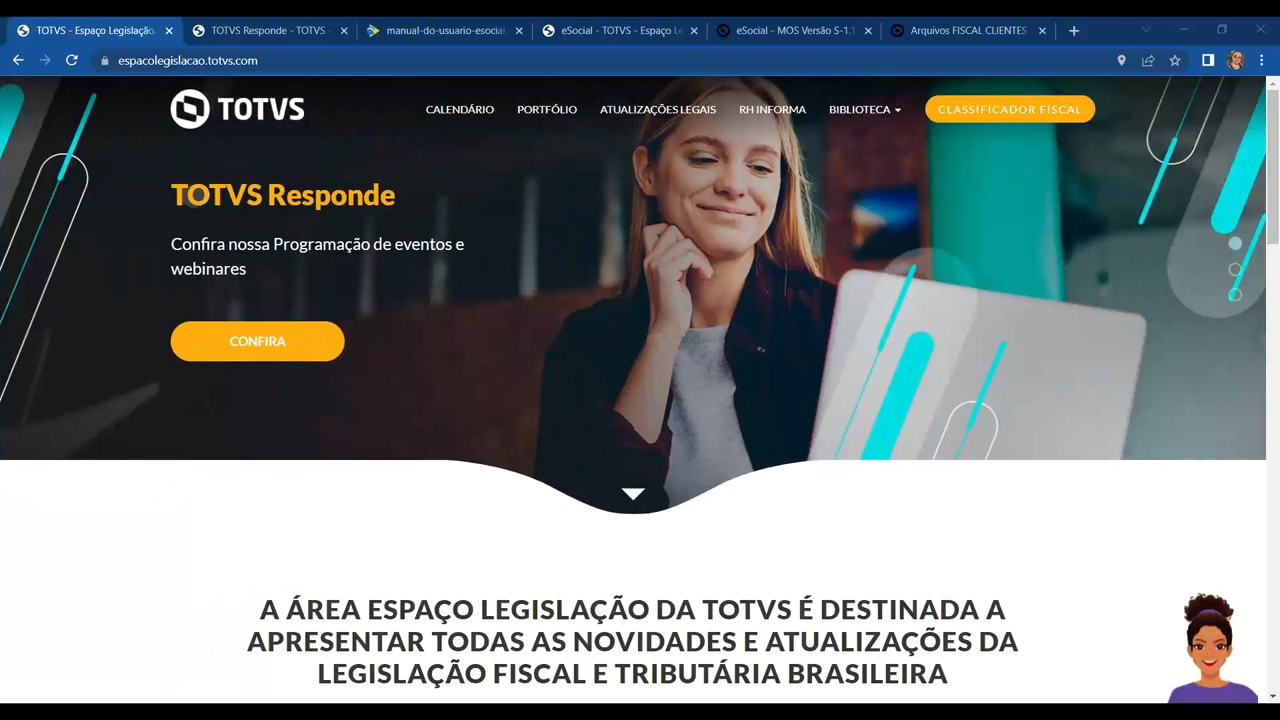 TOTVS - Espaço Legislação.
TOTVS Responde - TOTVS -
manual-do-usuario-esocial
eSocial - TOTVS - Espaço Le
eSocial - MOS Versão S-1.1
Arquivos FISCAL CLIENTES
espacolegislacao.totvs.com
TOTVS
CALENDÁRIO
PORTFÓLIO
ATUALIZAÇÕES LEGAIS
RH INFORMA
BIBLIOTECA
CLASSIFICADOR FISCAL
TOTVS Responde
Confira nossa Programação de eventos e
webinares
CONFIRA
A ÁREA ESPAÇO LEGISLAÇÃO DA TOTVS É DESTINADA A
APRESENTAR TODAS AS NOVIDADES E ATUALIZAÇÕES DA
LEGISLAÇÃO FISCAL E TRIBUTÁRIA BRASILEIRA